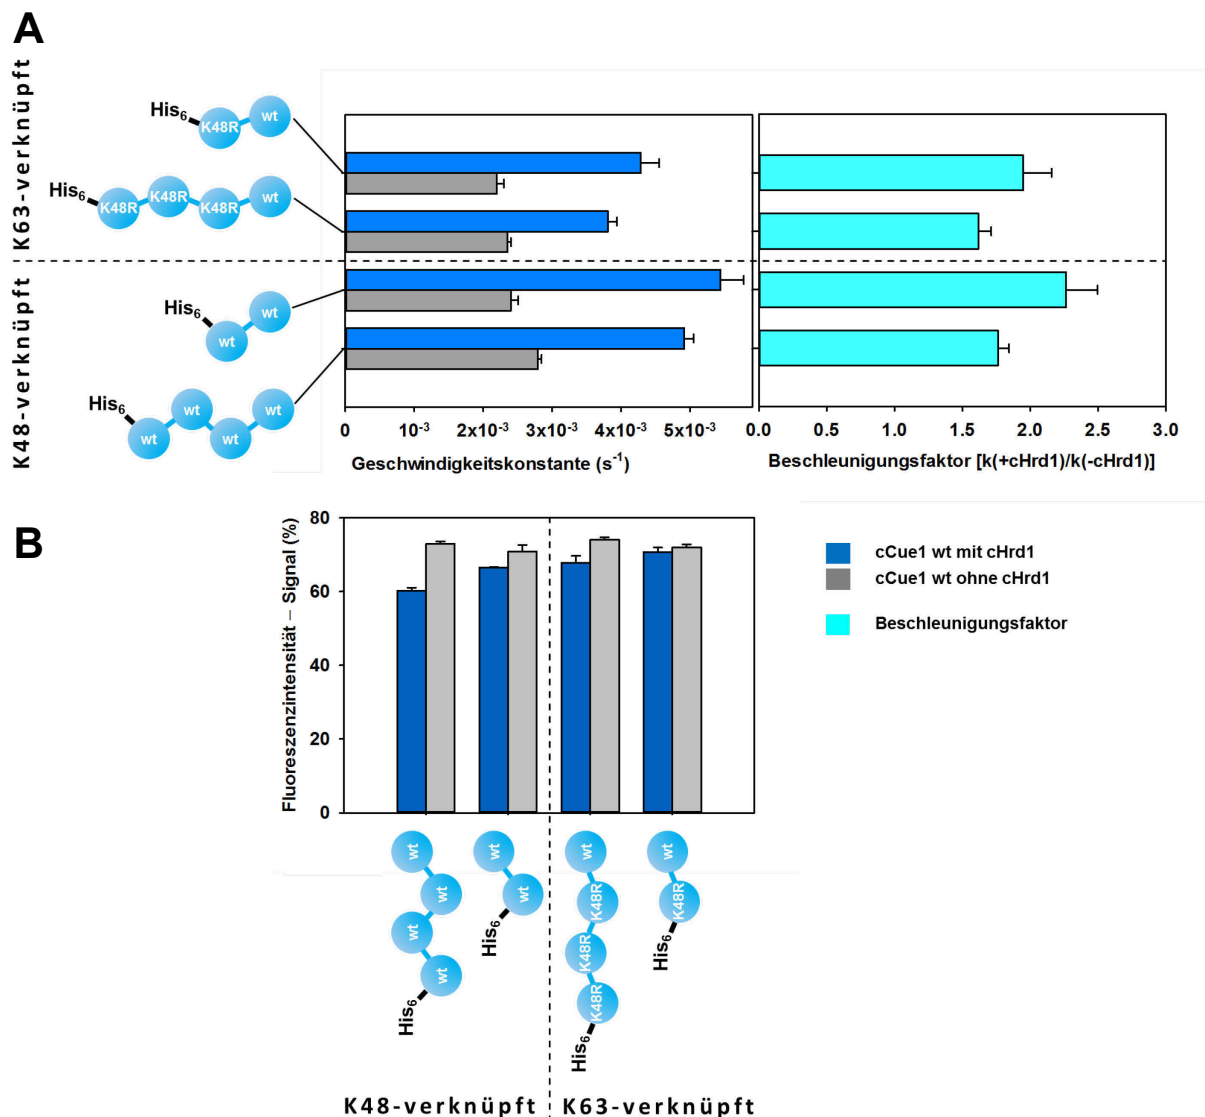 A
K63-verknüpft
His6
K48R
wt
His6
K48R
K48R
K48R
wt
K48-verknüpft
His6
wt
wt
His6
wt
wt
wt
wt
0
10-3
2x10-3
3x10-3
4x10-3
5x10-3
Geschwindigkeitskonstante (s-1)
0.0
0.5
1.0
1.5
2.0
2.5
3.0
Beschleunigungsfaktor [k(+cHrd1)/k(-cHrd1)]
B
Fluoreszenzintensität – Signal (%)
80
60
40
20
0
cCue1 wt mit cHrd1
cCue1 wt ohne cHrd1
Beschleunigungsfaktor
wt
wt
wt
wt
His6
wt
wt
His6
wt
K48R
K48R
K48R
His6
wt
K48R
His6
K48-verknüpft
K63-verknüpft